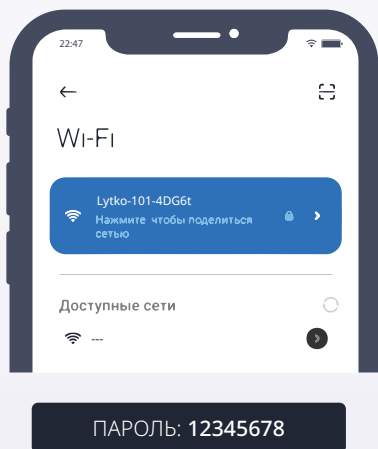 22:47
Wi-Fi
Lytko-101-4DG6t
Нажмите чтобы поделиться
сетью
Доступные сети
---
ПАРОЛЬ: 12345678